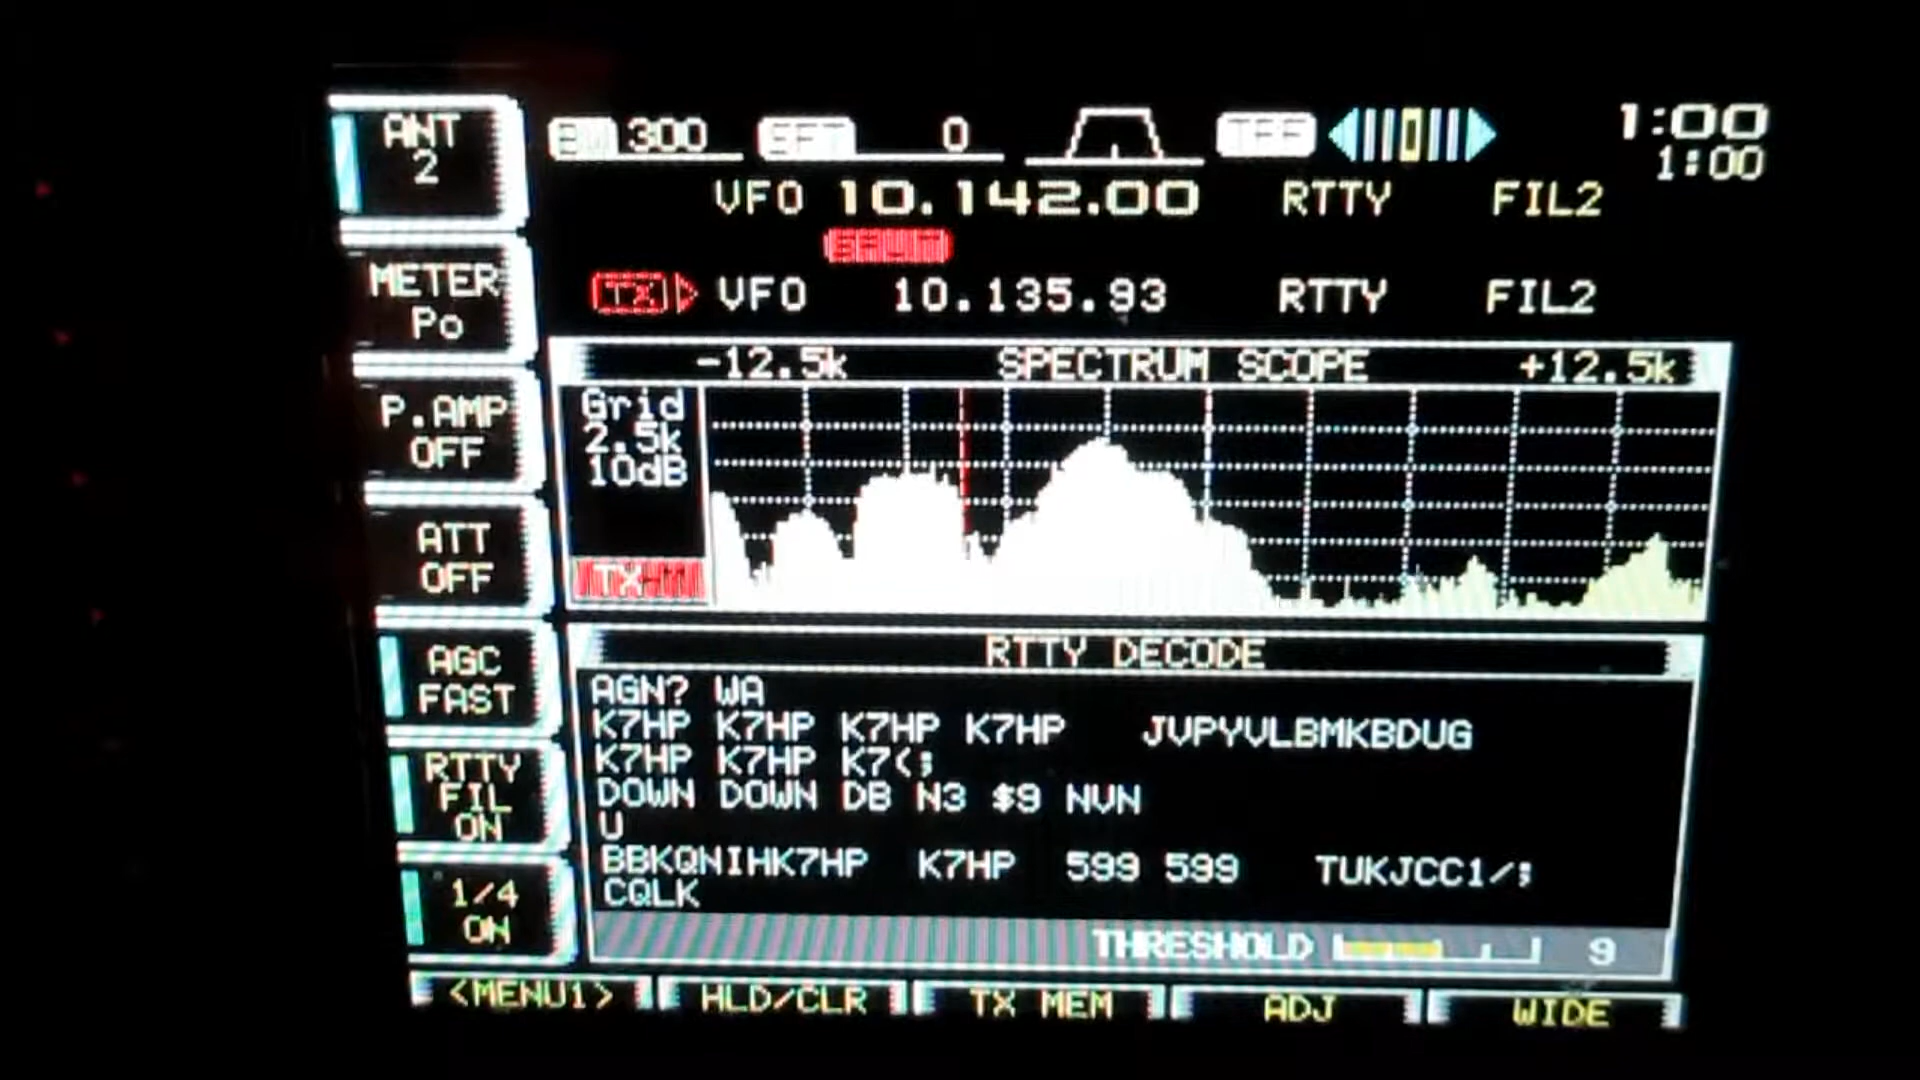 ANT
2
BW 300 SFT 0 TPF
1:00
1:00
VFO 10.142.00 RTTY FIL2
SPLIT
TX VFO 10.135.93 RTTY FIL2
METER
Po
P.AMP
OFF
ATT
OFF
AGC
FAST
RTTY
FIL
ON
1/4
ON
-12.5k SPECTRUM SCOPE +12.5k
Grid
2.5k
10dB
RTTY DECODE
AGN? WA
K7HP K7HP K7HP K7HP JVPYVLBMKBDUG
K7HP K7HP K7(;
DOWN DOWN DB N3 $9 NVN
U
BBKQNIHK7HP K7HP 599 599 TUKJCC1/;
CQLK
THRESHOLD 9
<MENU1> HLD/CLR TX MEM ADJ WIDE